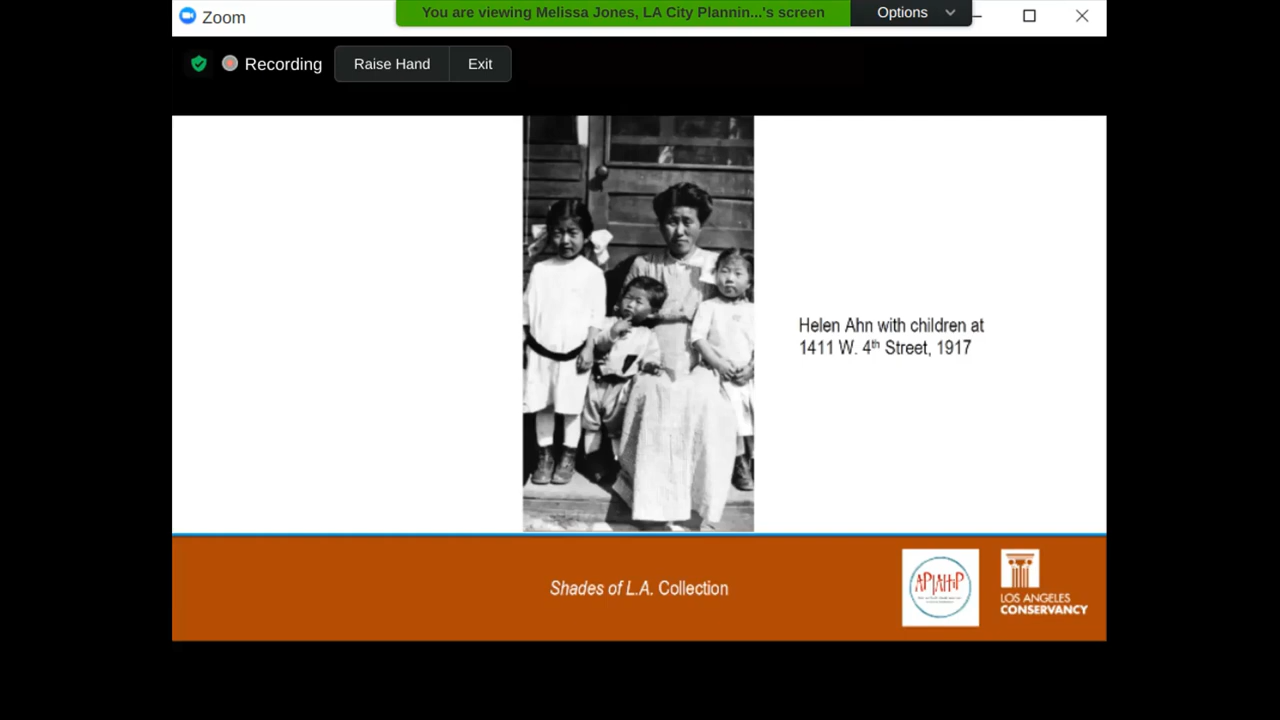 Zoom
You are viewing Melissa Jones, LA City Plannin...'s screen
Options
Recording
Raise Hand
Exit
Helen Ahn with children at
1411 W. 4th Street, 1917
Shades of L.A. Collection
APIAHiP
LOS ANGELES
CONSERVANCY